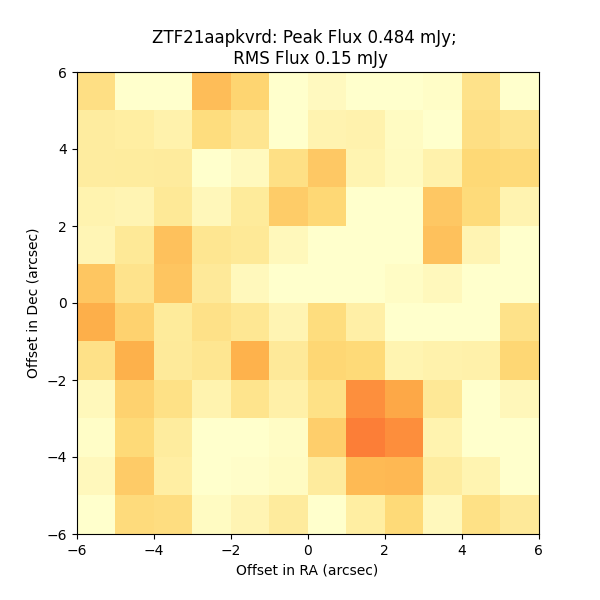 ZTF21aapkvrd: Peak Flux 0.484 mJy;
RMS Flux 0.15 mJy
6
4
2
0
−2
−4
−6
Offset in Dec (arcsec)
−6 −4 −2 0 2 4 6
Offset in RA (arcsec)